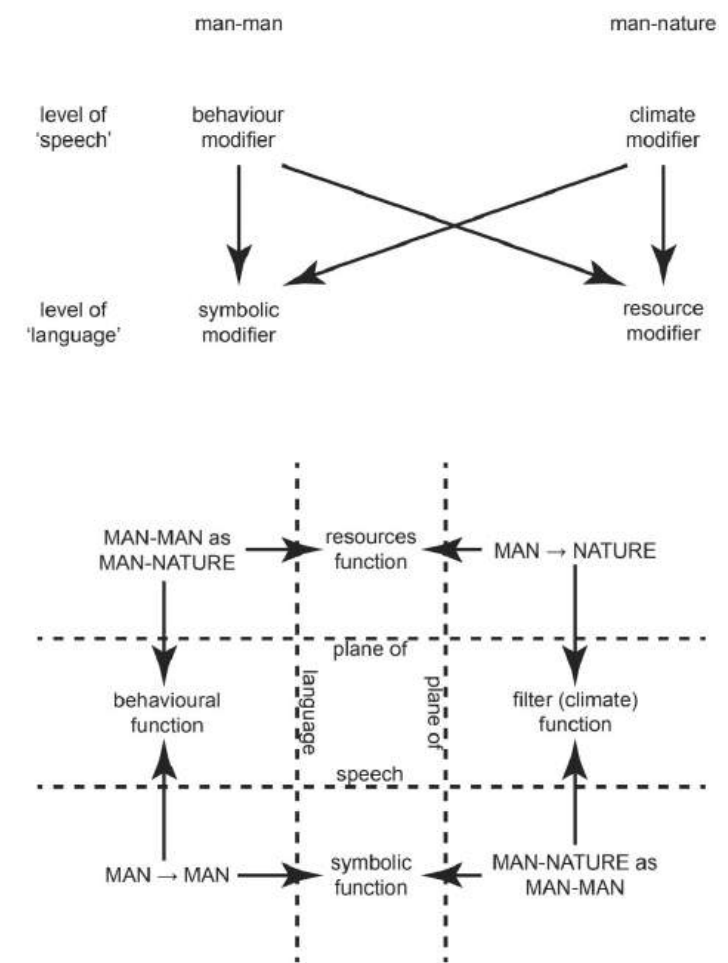 man-man
man-nature
level of
'speech'
behaviour
modifier
climate
modifier
level of
'language'
symbolic
modifier
resource
modifier
MAN-MAN as
MAN-NATURE
resources
function
MAN → NATURE
plane of
language
plane of
speech
behavioural
function
filter (climate)
function
MAN → MAN
symbolic
function
MAN-NATURE as
MAN-MAN